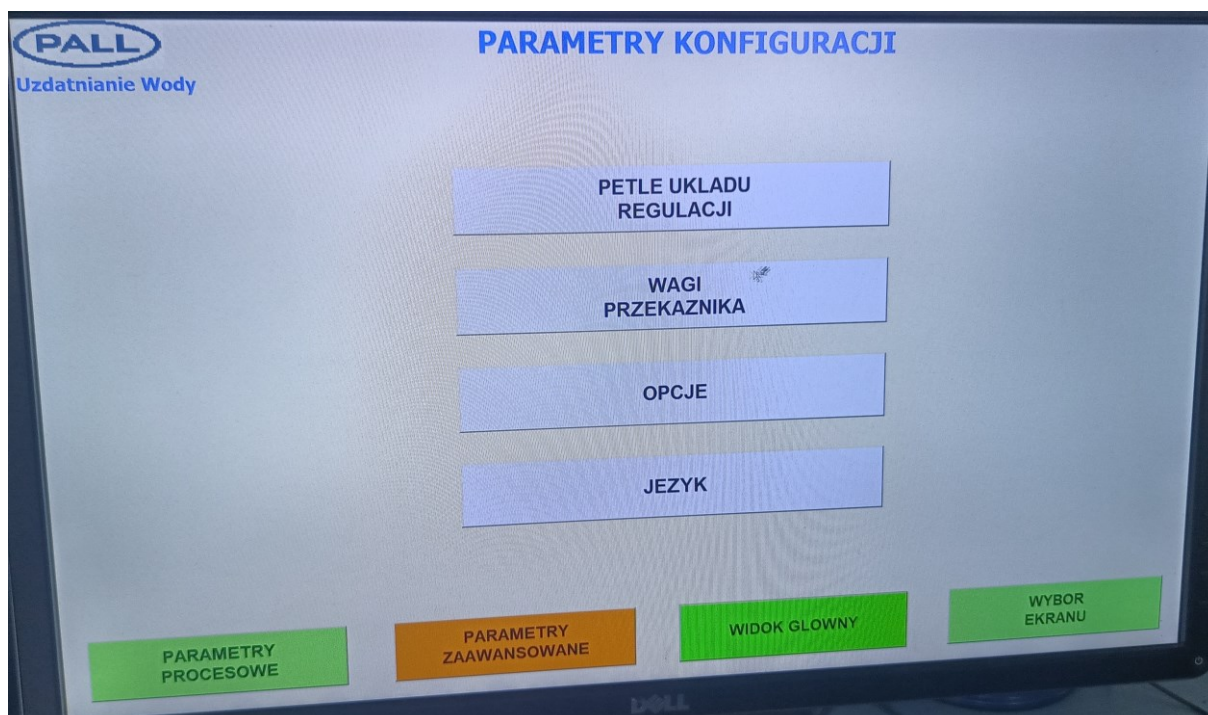 PALL
Uzdatnianie Wody
PARAMETRY KONFIGURACJI
PETLE UKLADU
REGULACJI
WAGI
PRZEKAZNIKA
OPCJE
JEZYK
PARAMETRY
PROCESOWE
PARAMETRY
ZAAWANSOWANE
WIDOK GLOWNY
WYBOR
EKRANU
DELL